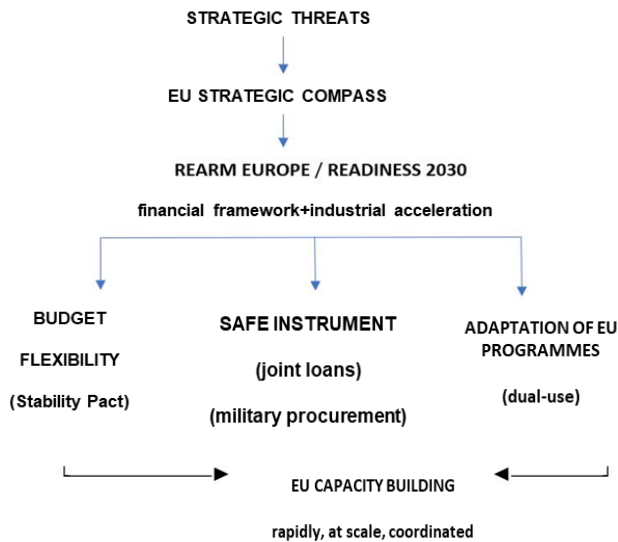 STRATEGIC THREATS
EU STRATEGIC COMPASS
REARM EUROPE / READINESS 2030
financial framework+industrial acceleration
BUDGET
FLEXIBILITY
(Stability Pact)
SAFE INSTRUMENT
(joint loans)
(military procurement)
ADAPTATION OF EU
PROGRAMMES
(dual-use)
EU CAPACITY BUILDING
rapidly, at scale, coordinated